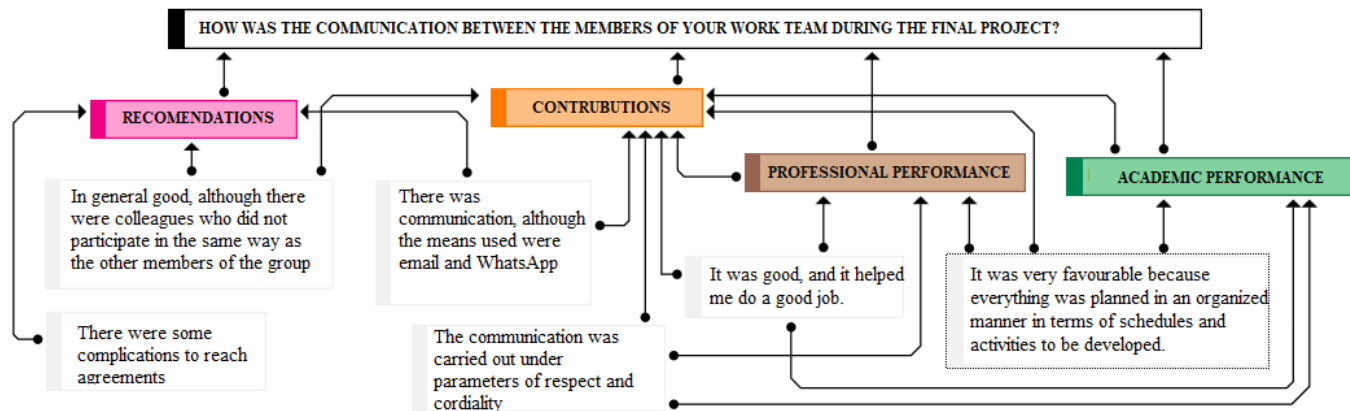 HOW WAS THE COMMUNICATION BETWEEN THE MEMBERS OF YOUR WORK TEAM DURING THE FINAL PROJECT?
RECOMENDATIONS
CONTRUBUTIONS
PROFESSIONAL PERFORMANCE
ACADEMIC PERFORMANCE
In general good, although there
were colleagues who did not
participate in the same way as
the other members of the group
There was
communication, although
the means used were
email and WhatsApp
It was good, and it helped
me do a good job.
It was very favourable because
everything was planned in an organized
manner in terms of schedules and
activities to be developed.
There were some
complications to reach
agreements
The communication was
carried out under
parameters of respect and
cordiality